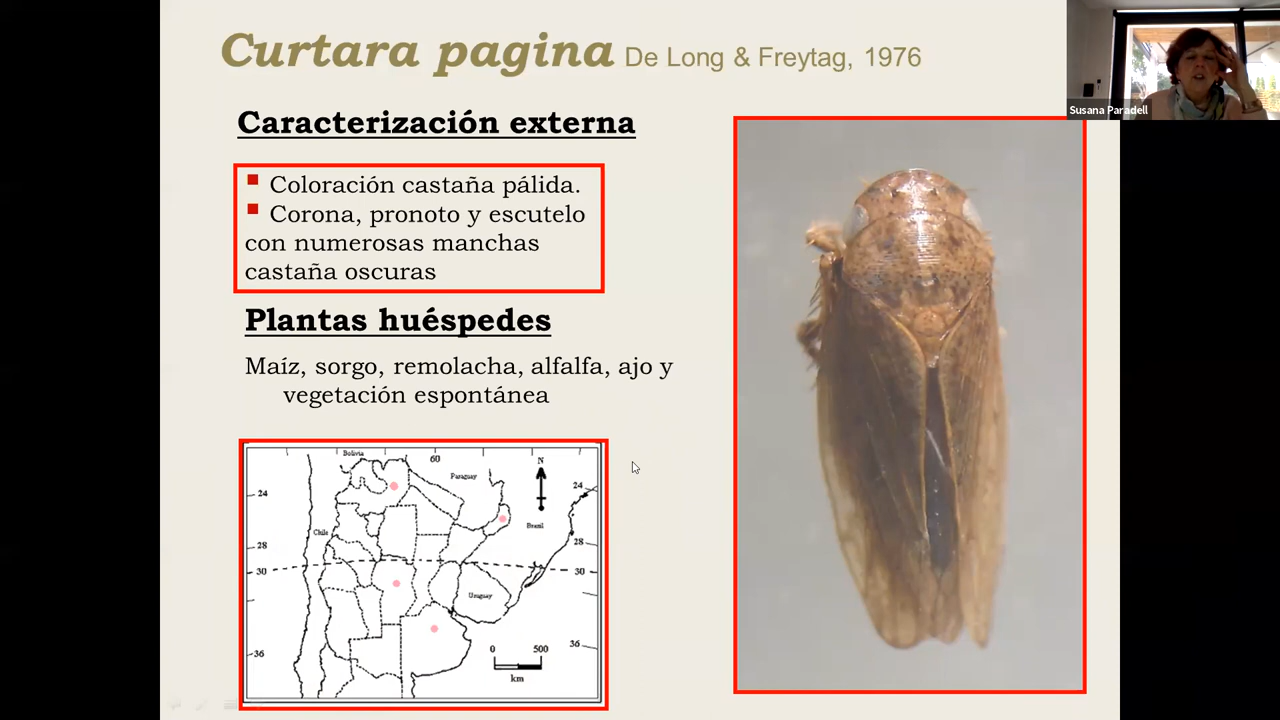 Curtara pagina De Long & Freytag, 1976
Susana Paradell
Caracterización externa
Coloración castaña pálida.
Corona, pronoto y escutelo
con numerosas manchas
castaña oscuras
Plantas huéspedes
Maíz, sorgo, remolacha, alfalfa, ajo y
vegetación espontánea
Bolivia
60
Paraguay
N
24
24
Chile
Brasil
28
28
30
30
Uruguay
36
36
0 500
km